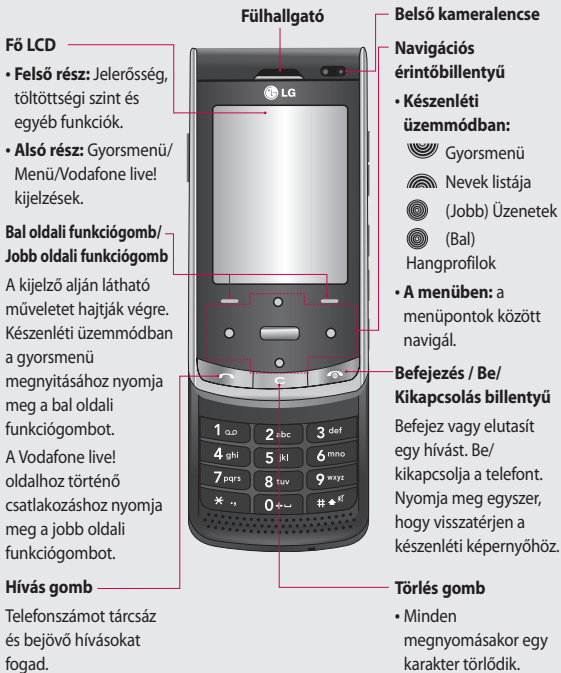 Fülhallgató
Fő LCD
• Felső rész: Jelerősség,
töltöttségi szint és
egyéb funkciók.
• Alsó rész: Gyorsmenü/
Menü/Vodafone live!
kijelzések.
Bal oldali funkciógomb/
Jobb oldali funkciógomb
A kijelző alján látható
műveletet hajtják végre.
Készenléti üzemmódban
a gyorsmenü
megnyitásához nyomja
meg a bal oldali
funkciógombot.
A Vodafone live!
oldalhoz történő
csatlakozáshoz nyomja
meg a jobb oldali
funkciógombot.
Hívás gomb
Telefonszámot tárcsáz
és bejövő hívásokat
fogad.
LG
C
1
2 abc
3 def
4 ghi
5 jkl
6 mno
7 pqrs
8 tuv
9 wxyz
* .,
0 +
#
Belső kameralencse
Navigációs
érintőbillentyű
• Készenléti
üzemmódban:
Gyorsmenü
Nevek listája
(Jobb) Üzenetek
(Bal)
Hangprofilok
• A menüben: a
menüpontok között
navigál.
Befejezés / Be/
Kikapcsolás billentyű
Befejez vagy elutasít
egy hívást. Be/
kikapcsolja a telefont.
Nyomja meg egyszer,
hogy visszatérjen a
készenléti képernyőhöz.
Törlés gomb
• Minden
megnyomásakor egy
karakter törlődik.